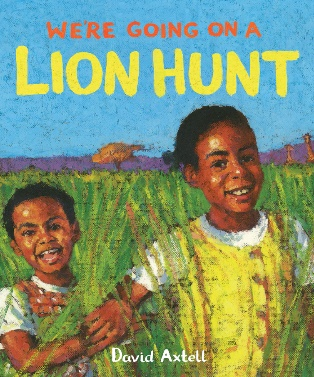 WE'RE GOING ON A
LION HUNT
David Axtell